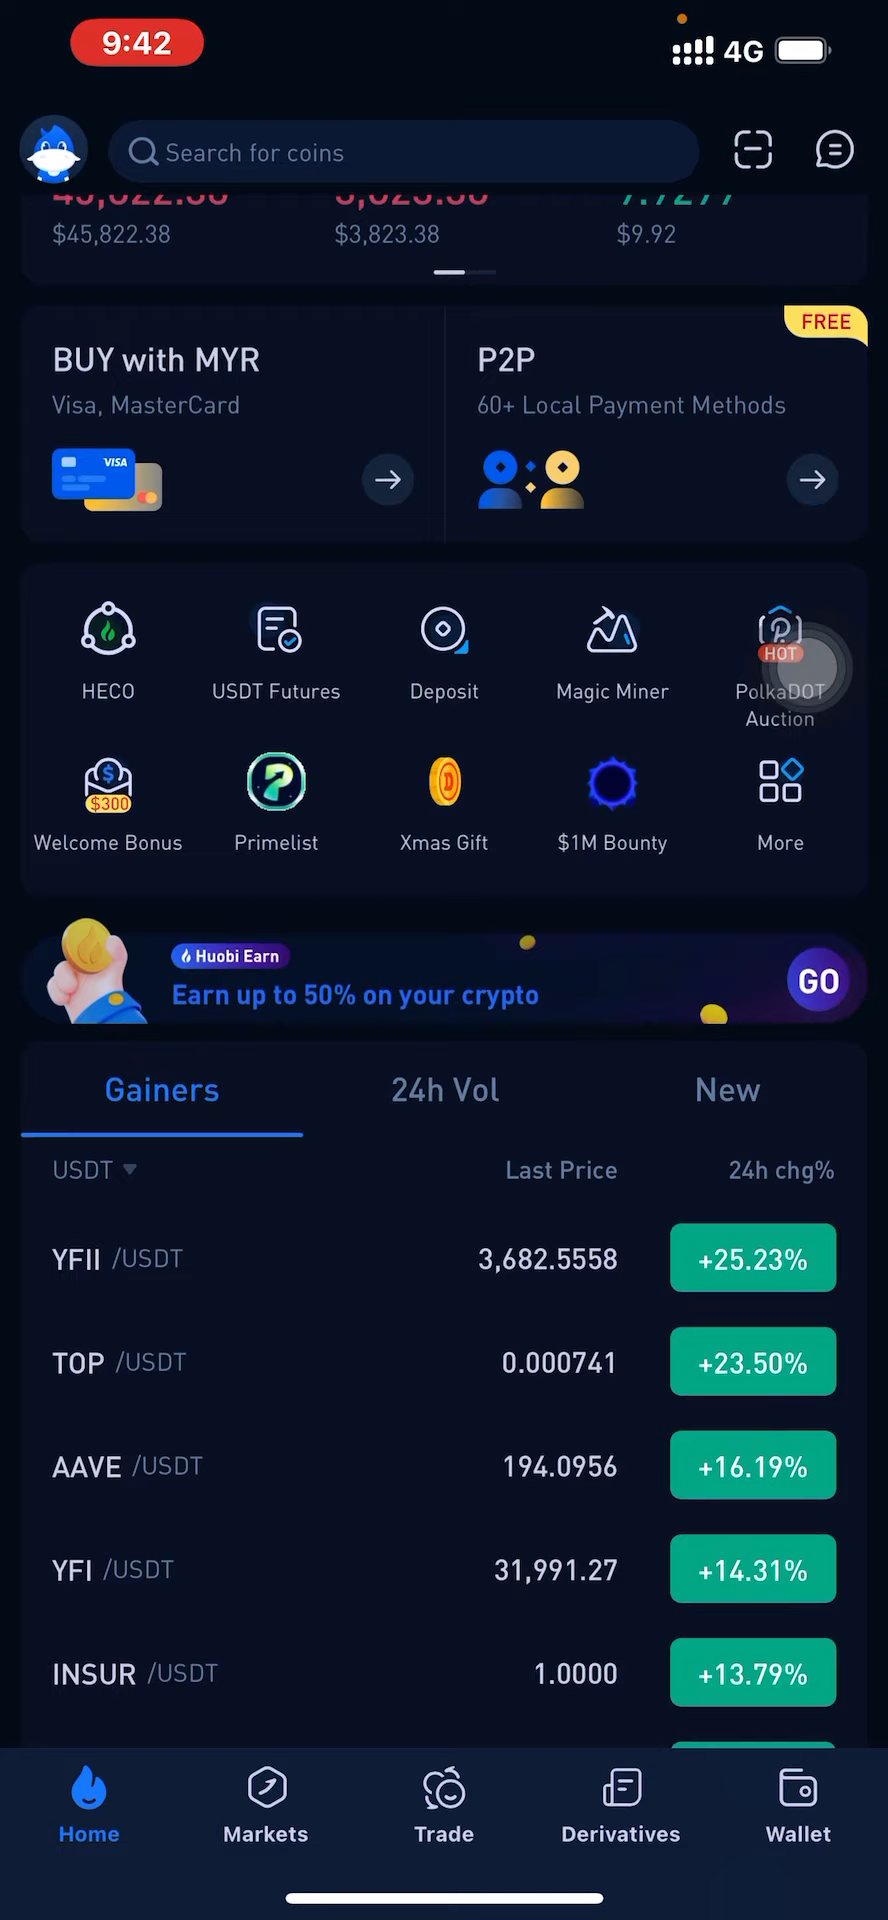 9:42
4G
Search for coins
$45,822.38 $3,823.38 $9.92
FREE
BUY with MYR
Visa, MasterCard
VISA
P2P
60+ Local Payment Methods
HECO
USDT Futures
Deposit
Magic Miner
HOT
PolkaDOT
Auction
$300
Welcome Bonus
Primelist
Xmas Gift
$1M Bounty
More
Huobi Earn
Earn up to 50% on your crypto
GO
Gainers 24h Vol New
USDT Last Price 24h chg%
YFII /USDT 3,682.5558 +25.23%
TOP /USDT 0.000741 +23.50%
AAVE /USDT 194.0956 +16.19%
YFI /USDT 31,991.27 +14.31%
INSUR /USDT 1.0000 +13.79%
Home Markets Trade Derivatives Wallet